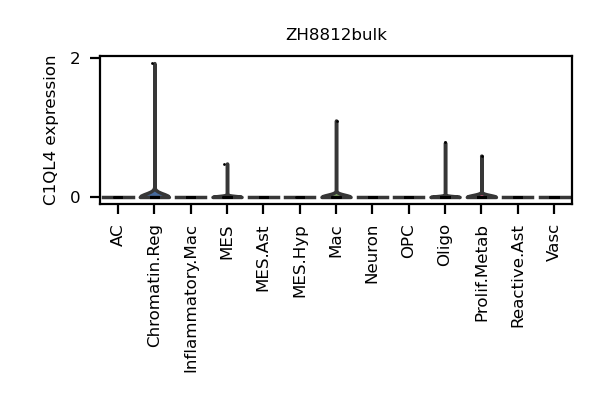 ZH8812bulk
C1QL4 expression
2
0
AC
Chromatin.Reg
Inflammatory.Mac
MES
MES.Ast
MES.Hyp
Mac
Neuron
OPC
Oligo
Prolif.Metab
Reactive.Ast
Vasc